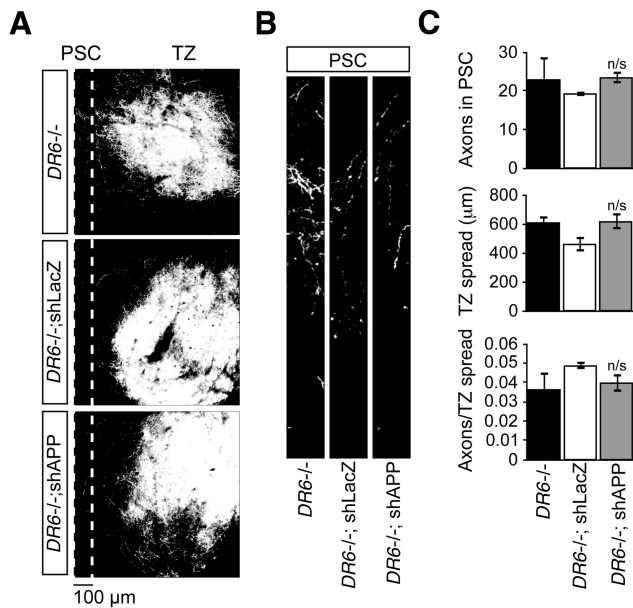 A
PSC
TZ
DR6-/-
DR6-/-;shLacZ
DR6-/-;shAPP
100 µm
B
PSC
DR6-/-
DR6-/-; shLacZ
DR6-/-; shAPP
C
Axons in PSC
30
20
10
0
n/s
TZ spread (µm)
800
600
400
200
0
n/s
Axons/TZ spread
0.06
0.05
0.04
0.03
0.02
0.01
0
n/s
DR6-/-
DR6-/-; shLacZ
DR6-/-; shAPP